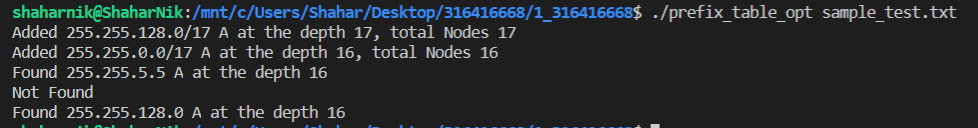 shaharnik@ShaharNik:/mnt/c/Users/Shahar/Desktop/316416668/1_316416668$ ./prefix_table_opt sample_test.txt
Added 255.255.128.0/17 A at the depth 17, total Nodes 17
Added 255.255.0.0/17 A at the depth 16, total Nodes 16
Found 255.255.5.5 A at the depth 16
Not Found
Found 255.255.128.0 A at the depth 16